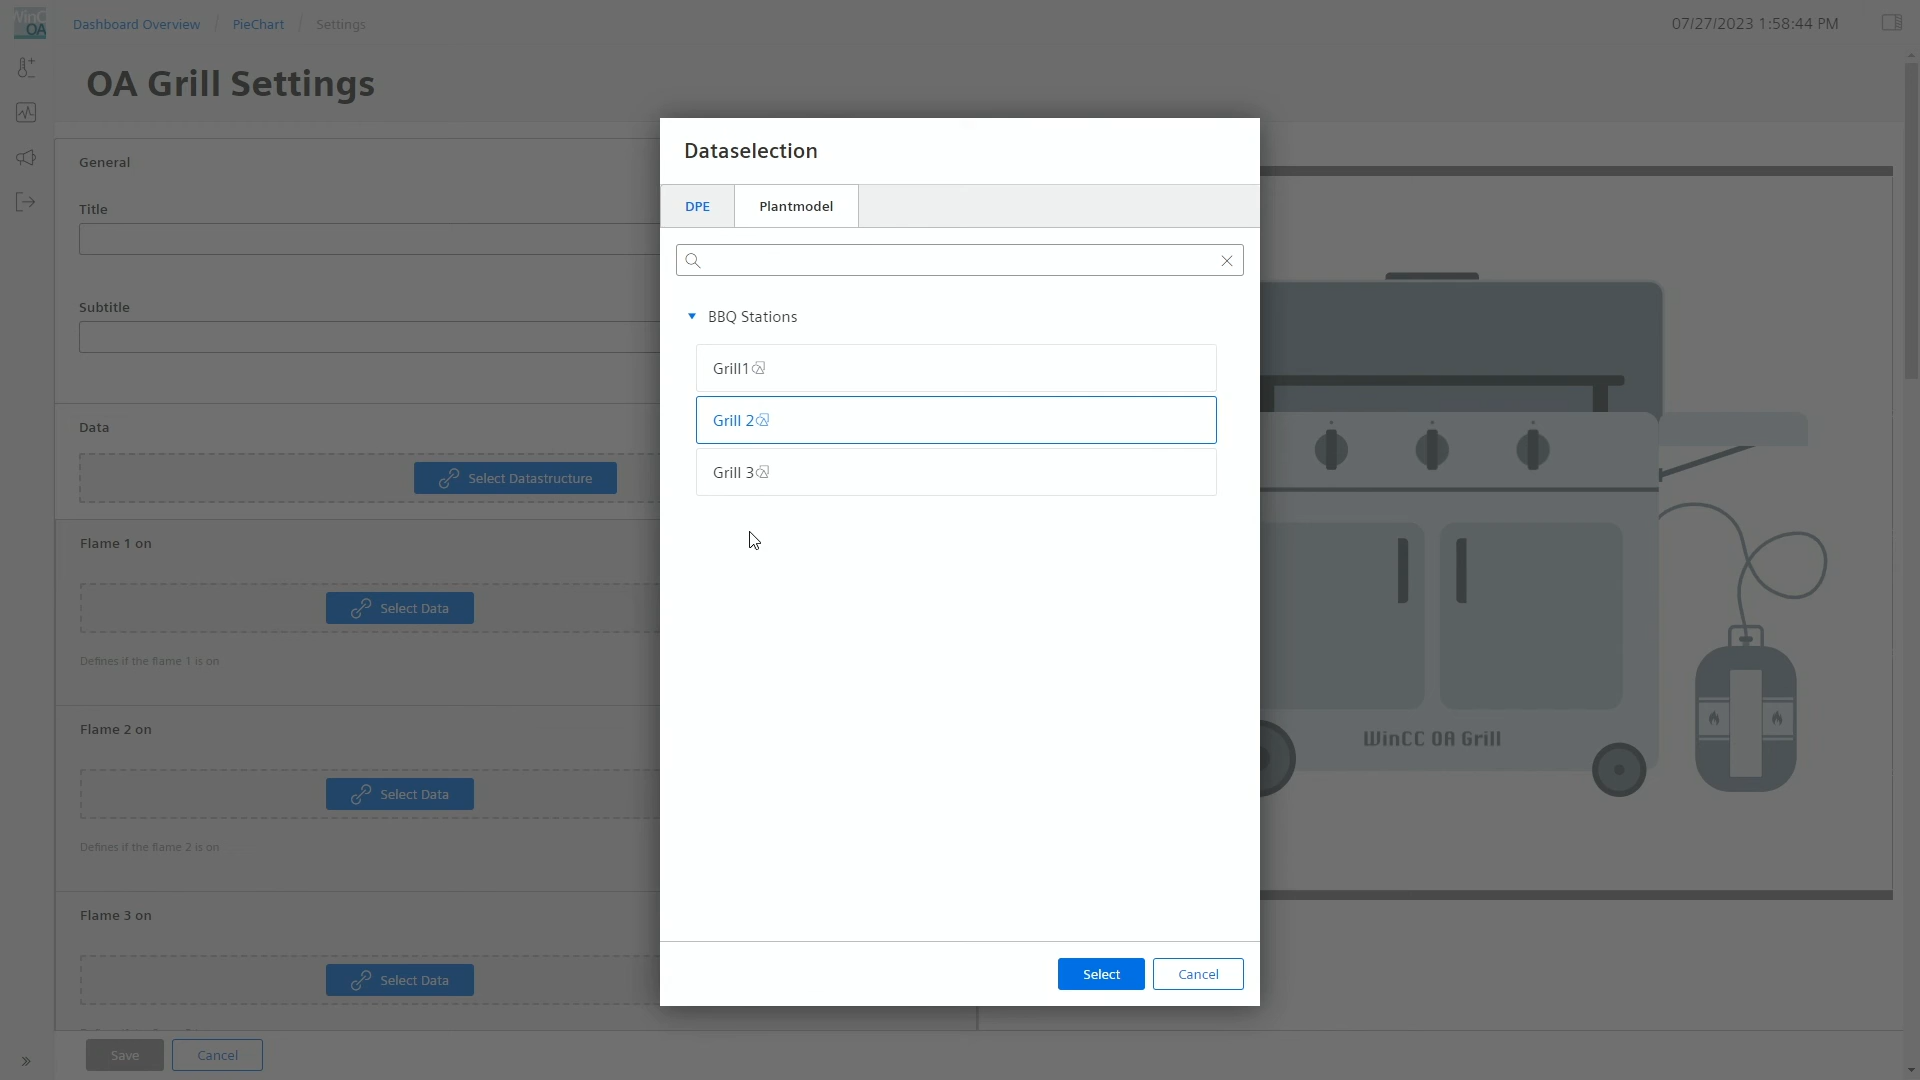 WinCC
OA
Dashboard Overview / PieChart / Settings
07/27/2023 1:58:44 PM
OA Grill Settings
General
Title
Subtitle
Data
Select Datastructure
Flame 1 on
Select Data
Defines if the flame 1 is on
Flame 2 on
Select Data
Defines if the flame 2 is on
Flame 3 on
Select Data
Save
Cancel
Dataselection
DPE
Plantmodel
BBQ Stations
Grill1
Grill 2
Grill 3
Select
Cancel
WinCC OA Grill